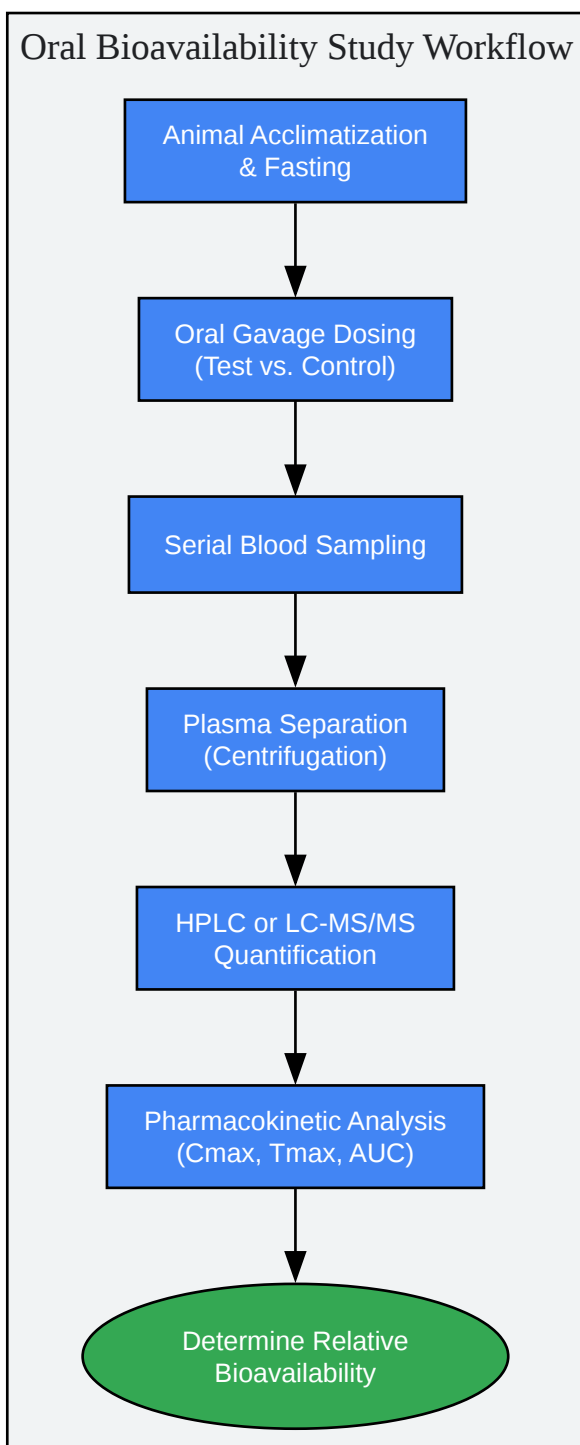 Oral Bioavailability Study Workflow
Animal Acclimatization
& Fasting
Oral Gavage Dosing
(Test vs. Control)
Serial Blood Sampling
Plasma Separation
(Centrifugation)
HPLC or LC-MS/MS
Quantification
Pharmacokinetic Analysis
(Cmax, Tmax, AUC)
Determine Relative
Bioavailability